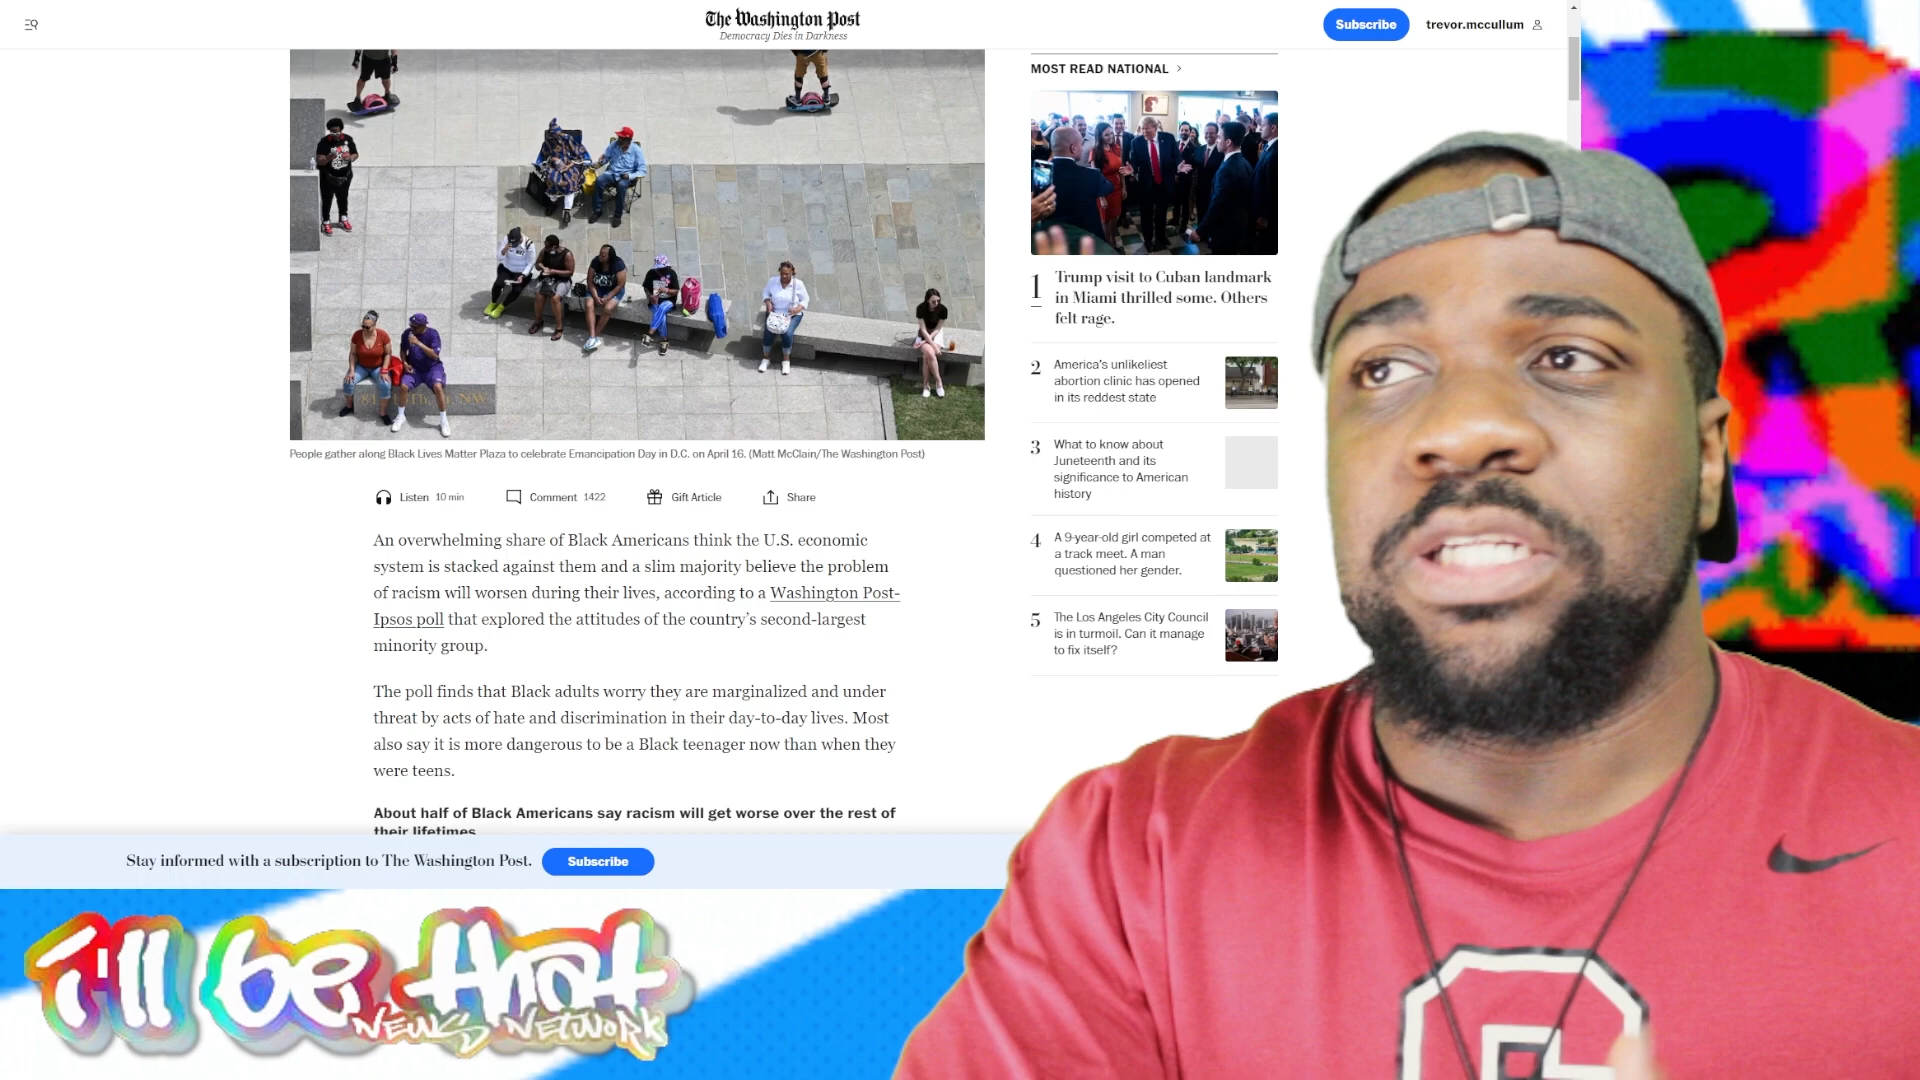 The Washington Post
Democracy Dies in Darkness
Subscribe
trevor.mccullum
People gather along Black Lives Matter Plaza to celebrate Emancipation Day in D.C. on April 16. (Matt McClain/The Washington Post)
Listen 10 min
Comment 1422
Gift Article
Share
An overwhelming share of Black Americans think the U.S. economic
system is stacked against them and a slim majority believe the problem
of racism will worsen during their lives, according to a Washington Post-
Ipsos poll that explored the attitudes of the country’s second-largest
minority group.
The poll finds that Black adults worry they are marginalized and under
threat by acts of hate and discrimination in their day-to-day lives. Most
also say it is more dangerous to be a Black teenager now than when they
were teens.
About half of Black Americans say racism will get worse over the rest of
their lifetimes
MOST READ NATIONAL
1
Trump visit to Cuban landmark
in Miami thrilled some. Others
felt rage.
2
America’s unlikeliest
abortion clinic has opened
in its reddest state
3
What to know about
Juneteenth and its
significance to American
history
4
A 9-year-old girl competed at
a track meet. A man
questioned her gender.
5
The Los Angeles City Council
is in turmoil. Can it manage
to fix itself?
Stay informed with a subscription to The Washington Post.
Subscribe
i'll be that
NEWS NETWORK